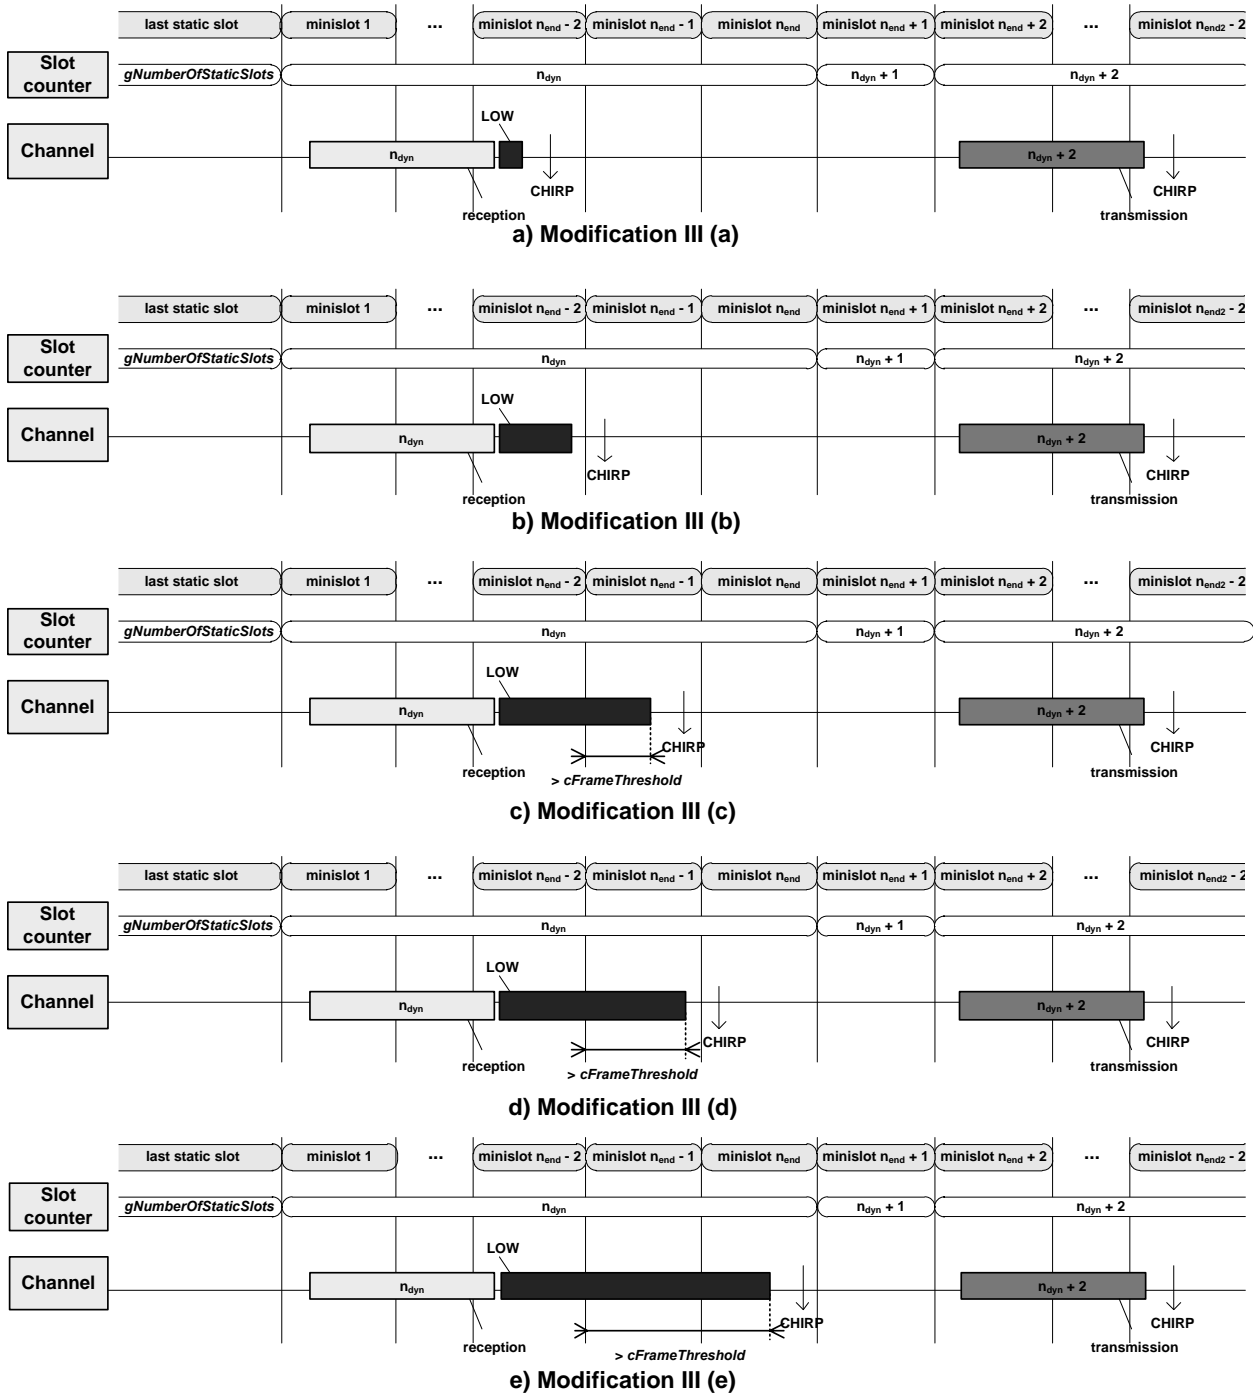 last static slot minislot 1 ... minislot nend - 2 minislot nend - 1 minislot nend minislot nend + 1 minislot nend + 2 ... minislot nend2 - 2
Slot
counter
gNumberOfStaticSlots ndyn ndyn + 1 ndyn + 2
LOW
Channel
ndyn ndyn + 2
CHIRP CHIRP
reception transmission
a) Modification III (a)
last static slot minislot 1 ... minislot nend - 2 minislot nend - 1 minislot nend minislot nend + 1 minislot nend + 2 ... minislot nend2 - 2
Slot
counter
gNumberOfStaticSlots ndyn ndyn + 1 ndyn + 2
LOW
Channel
ndyn ndyn + 2
CHIRP CHIRP
reception transmission
b) Modification III (b)
last static slot minislot 1 ... minislot nend - 2 minislot nend - 1 minislot nend minislot nend + 1 minislot nend + 2 ... minislot nend2 - 2
Slot
counter
gNumberOfStaticSlots ndyn ndyn + 1 ndyn + 2
LOW
Channel
ndyn ndyn + 2
CHIRP CHIRP
reception transmission
> cFrameThreshold
c) Modification III (c)
last static slot minislot 1 ... minislot nend - 2 minislot nend - 1 minislot nend minislot nend + 1 minislot nend + 2 ... minislot nend2 - 2
Slot
counter
gNumberOfStaticSlots ndyn ndyn + 1 ndyn + 2
LOW
Channel
ndyn ndyn + 2
CHIRP CHIRP
reception transmission
> cFrameThreshold
d) Modification III (d)
last static slot minislot 1 ... minislot nend - 2 minislot nend - 1 minislot nend minislot nend + 1 minislot nend + 2 ... minislot nend2 - 2
Slot
counter
gNumberOfStaticSlots ndyn ndyn + 1 ndyn + 2
LOW
Channel
ndyn ndyn + 2
CHIRP CHIRP
reception transmission
> cFrameThreshold
e) Modification III (e)